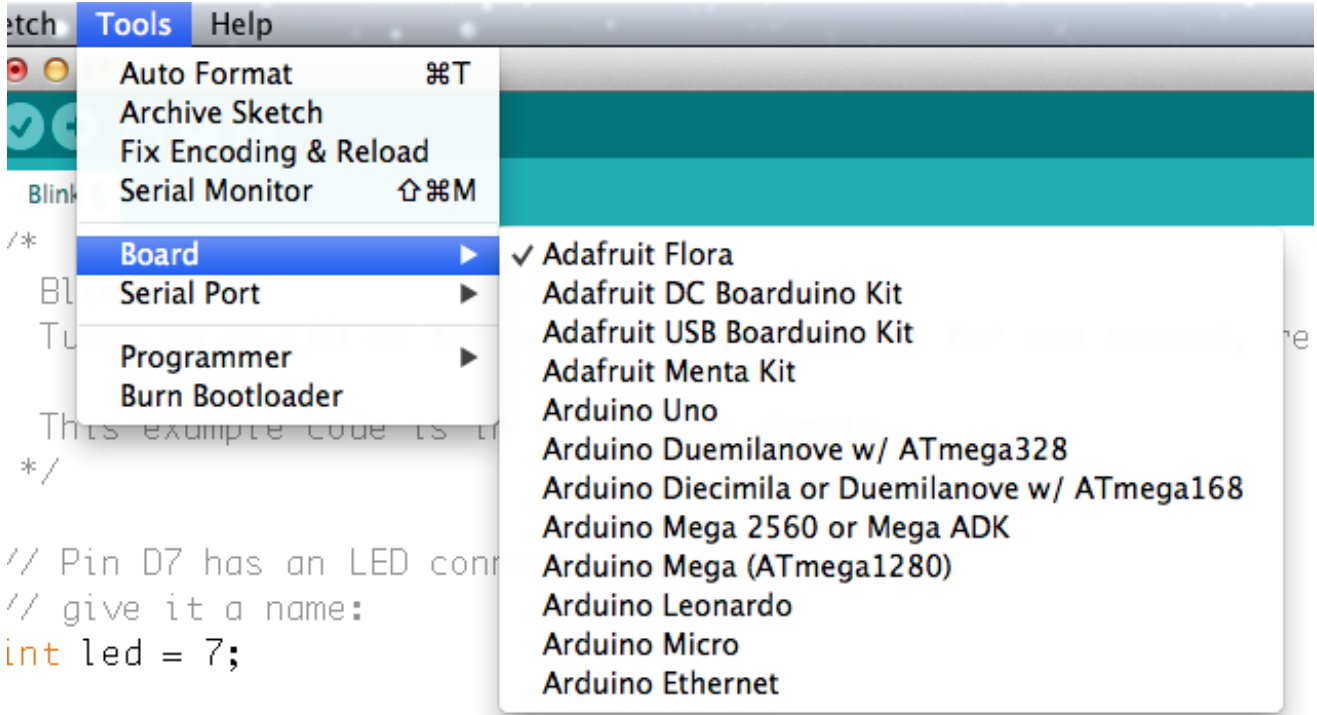 etch Tools Help
Auto Format ⌘T
Archive Sketch
Fix Encoding & Reload
Serial Monitor ⇧⌘M
Board ▶
Serial Port ▶
Programmer ▶
Burn Bootloader
✓ Adafruit Flora
Adafruit DC Boarduino Kit
Adafruit USB Boarduino Kit
Adafruit Menta Kit
Arduino Uno
Arduino Duemilanove w/ ATmega328
Arduino Diecimila or Duemilanove w/ ATmega168
Arduino Mega 2560 or Mega ADK
Arduino Mega (ATmega1280)
Arduino Leonardo
Arduino Micro
Arduino Ethernet
Blink
/*
Bl
Tu re
This example code is in
*/
// Pin D7 has an LED conn
// give it a name:
int led = 7;